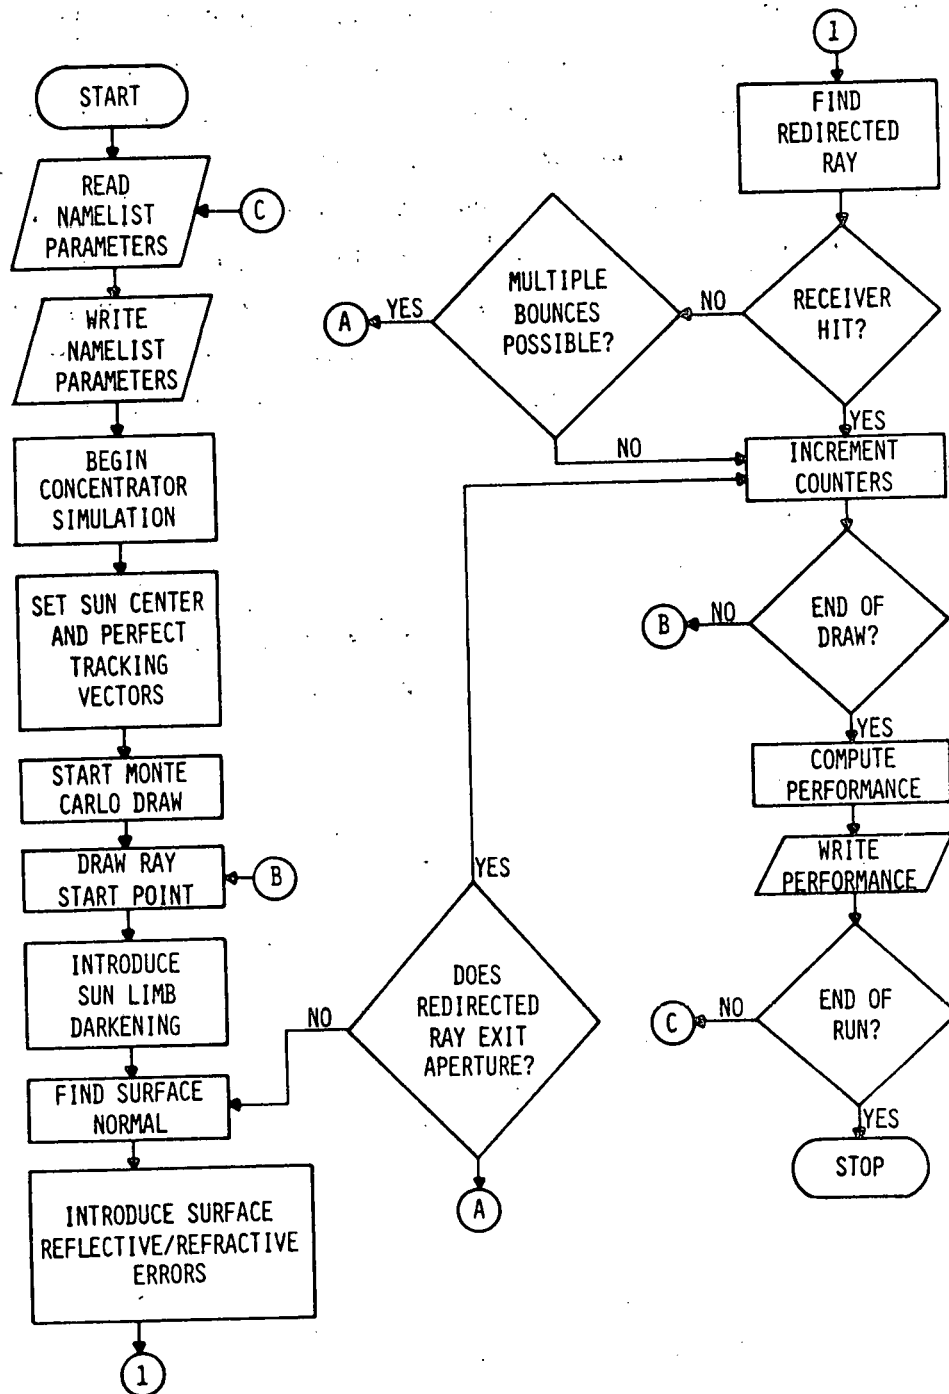 START
READ
NAMELIST
PARAMETERS
C
WRITE
NAMELIST
PARAMETERS
BEGIN
CONCENTRATOR
SIMULATION
SET SUN CENTER
AND PERFECT
TRACKING
VECTORS
START MONTE
CARLO DRAW
DRAW RAY
START POINT
B
INTRODUCE
SUN LIMB
DARKENING
FIND SURFACE
NORMAL
INTRODUCE SURFACE
REFLECTIVE/REFRACTIVE
ERRORS
1
NO
YES
DOES
REDIRECTED
RAY EXIT
APERTURE?
A
1
FIND
REDIRECTED
RAY
RECEIVER
HIT?
NO
MULTIPLE
BOUNCES
POSSIBLE?
YES
A
NO
YES
INCREMENT
COUNTERS
END OF
DRAW?
NO
B
YES
COMPUTE
PERFORMANCE
WRITE
PERFORMANCE
END OF
RUN?
NO
C
YES
STOP